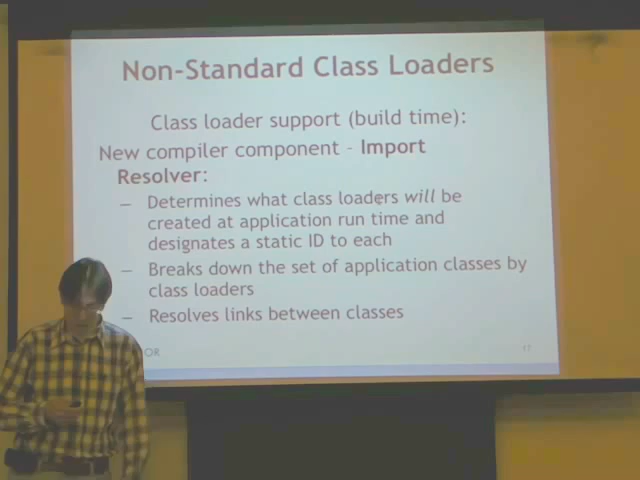 Non-Standard Class Loaders
Class loader support (build time):
New compiler component – Import
Resolver:
— Determines what class loaders will be
created at application run time and
designates a static ID to each
— Breaks down the set of application classes by
class loaders
— Resolves links between classes
OR
17